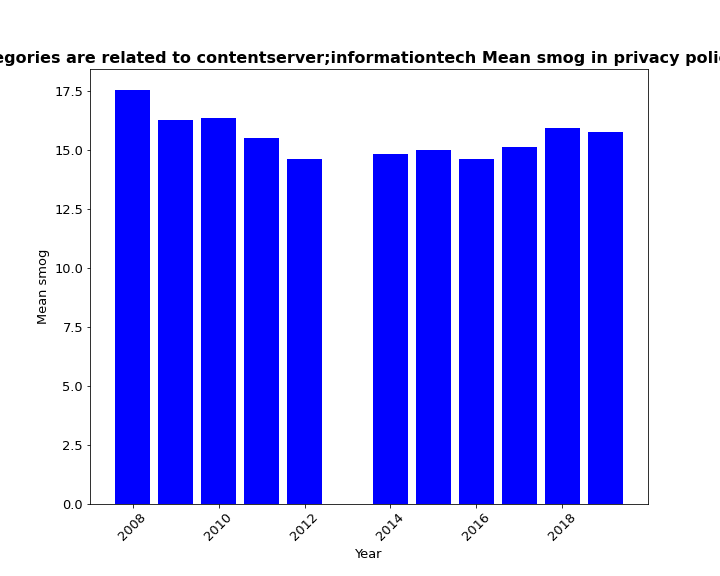 egories are related to contentserver;informationtech Mean smog in privacy poli
17.5
15.0
12.5
10.0
7.5
5.0
2.5
0.0
Mean smog
2008 2010 2012 2014 2016 2018
Year